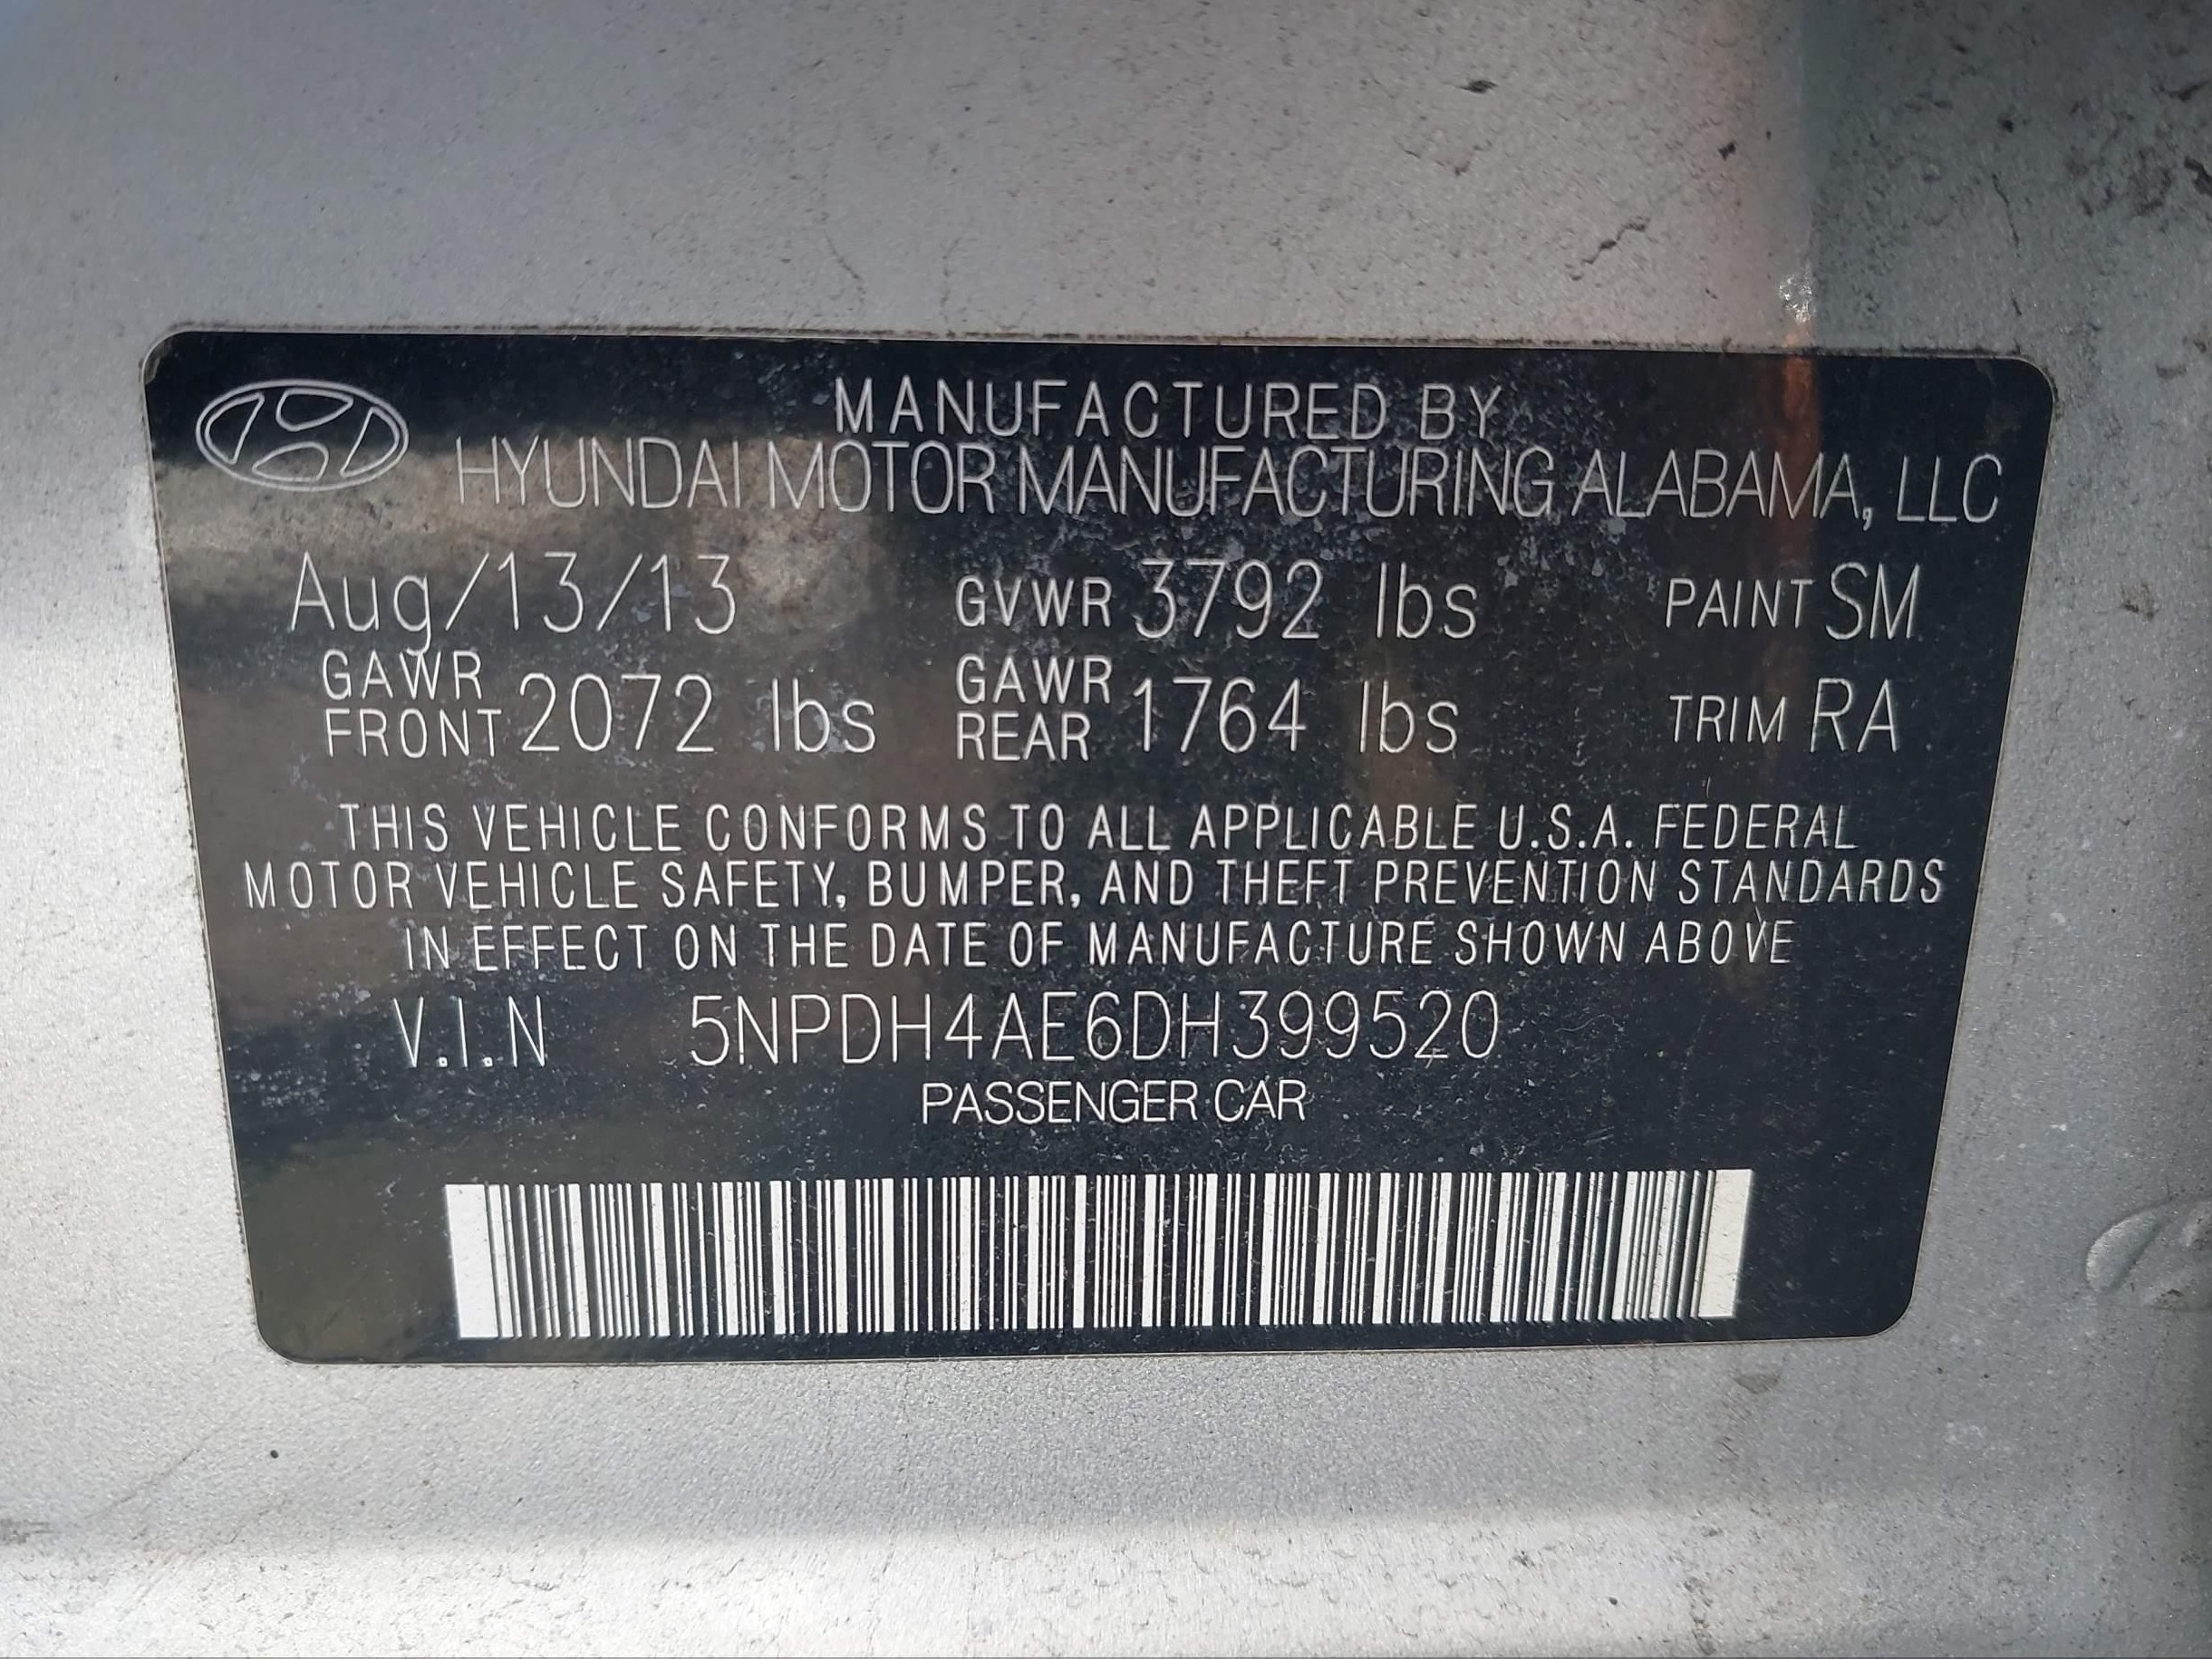 MANUFACTURED BY
HYUNDAI MOTOR MANUFACTURING ALABAMA, LLC
Aug/13/13 GVWR 3792 lbs PAINT SM
GAWR FRONT 2072 lbs GAWR REAR 1764 lbs TRIM RA
THIS VEHICLE CONFORMS TO ALL APPLICABLE U.S.A. FEDERAL
MOTOR VEHICLE SAFETY, BUMPER, AND THEFT PREVENTION STANDARDS
IN EFFECT ON THE DATE OF MANUFACTURE SHOWN ABOVE
V.I.N 5NPDH4AE6DH399520
PASSENGER CAR